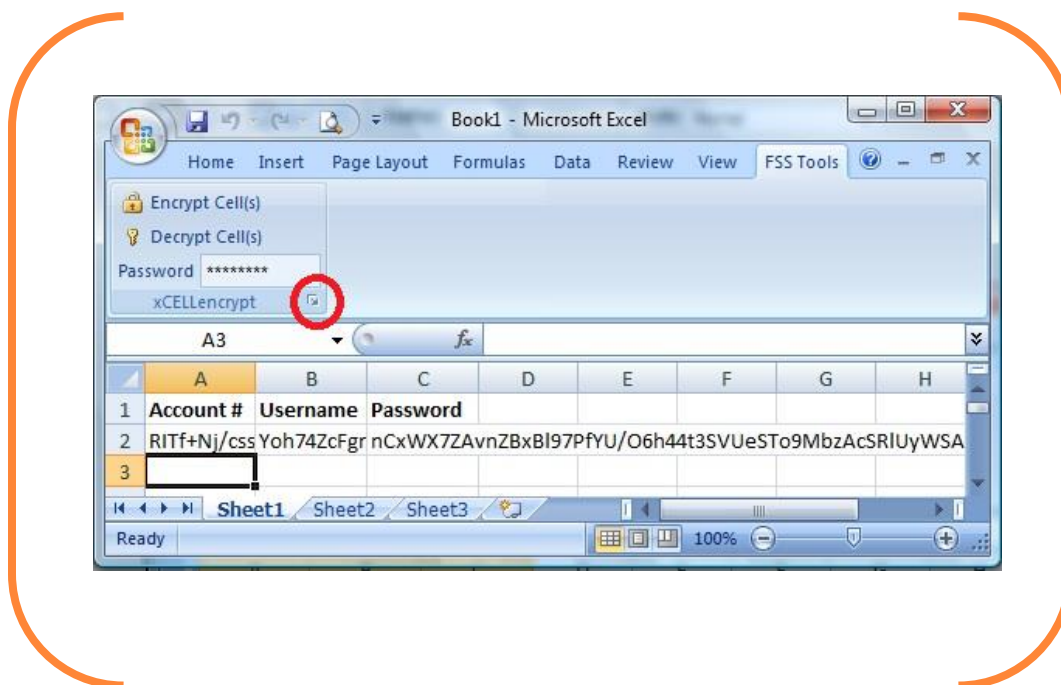 Book1 - Microsoft Excel
Home Insert Page Layout Formulas Data Review View FSS Tools
Encrypt Cell(s)
Decrypt Cell(s)
Password ********
xCELLencrypt
A3 fx
A B C D E F G H
1 Account # Username Password
2 RITf+Nj/css Yoh74ZcFgr nCxWX7ZAvnZBxBl97PfYU/O6h44t3SVUeSTo9MbzAcSRlUyWSA
3
Sheet1 Sheet2 Sheet3
Ready 100%